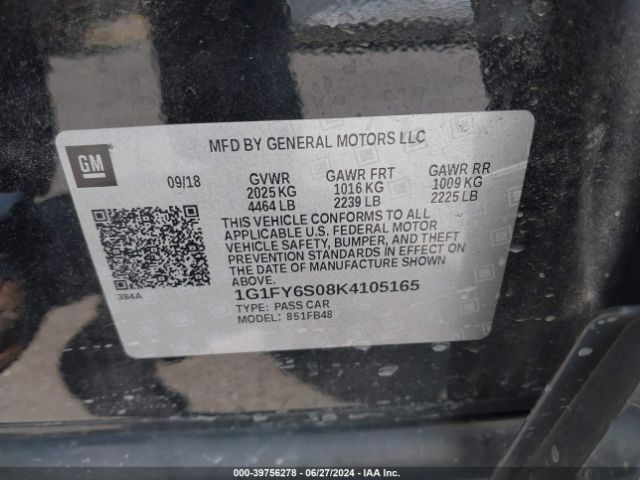 MFD BY GENERAL MOTORS LLC
GM
09/18
GVWR GAWR FRT GAWR RR
2025 KG 1016 KG 1009 KG
4464 LB 2239 LB 2225 LB
THIS VEHICLE CONFORMS TO ALL
APPLICABLE U.S. FEDERAL MOTOR
VEHICLE SAFETY, BUMPER, AND THEFT
PREVENTION STANDARDS IN EFFECT ON
THE DATE OF MANUFACTURE SHOWN
ABOVE.
384A
1G1FY6S08K4105165
TYPE: PASS CAR
MODEL: 851FB48
000-39756278 - 06/27/2024 - IAA Inc.